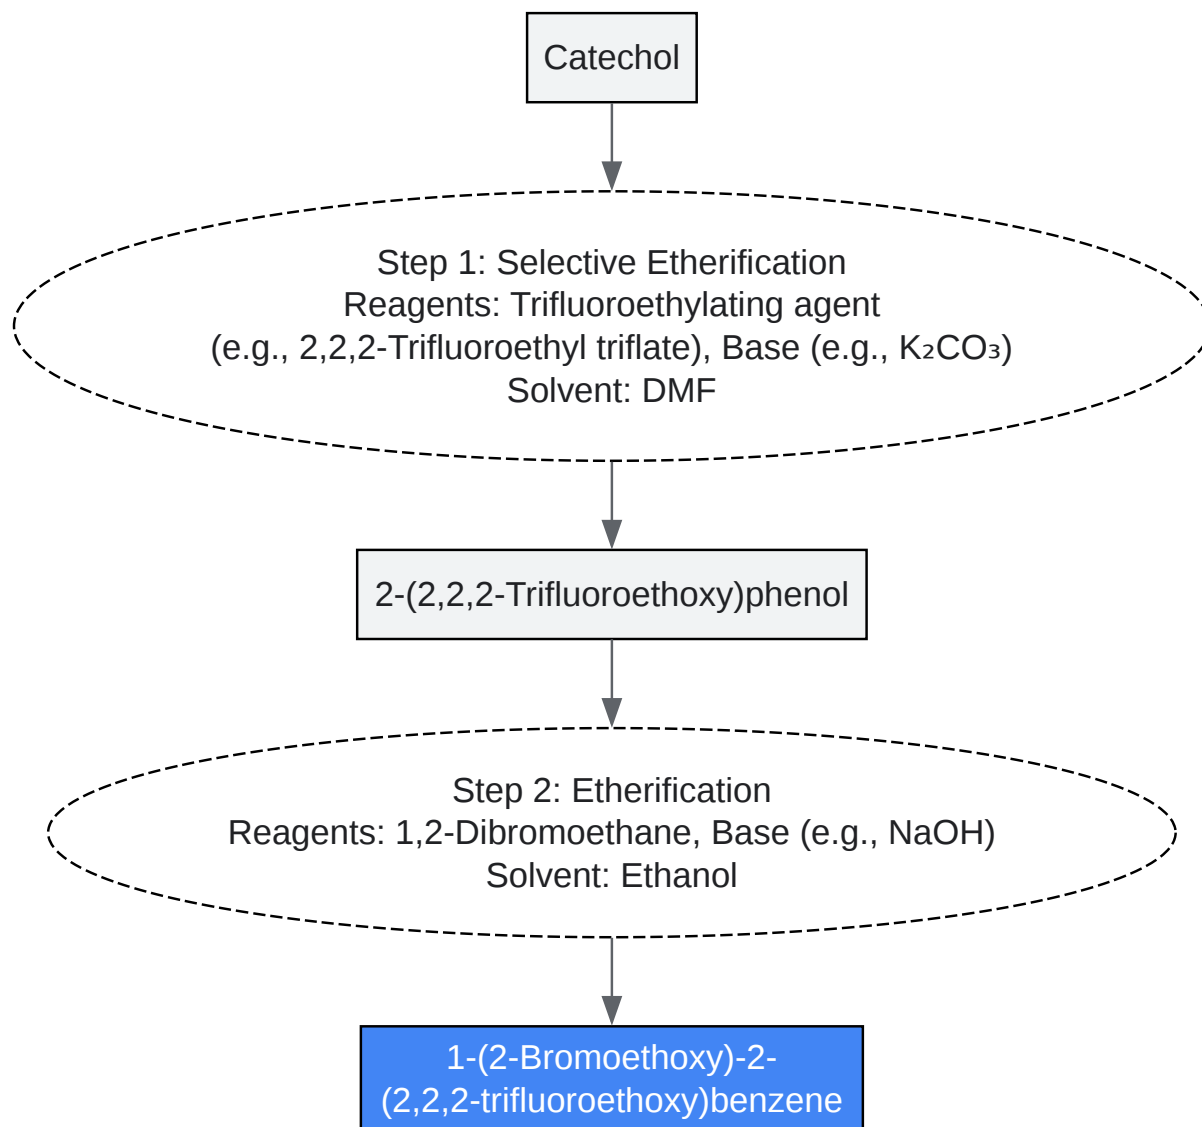 Catechol
Step 1: Selective Etherification
Reagents: Trifluoroethylating agent
(e.g., 2,2,2-Trifluoroethyl triflate), Base (e.g., K₂CO₃)
Solvent: DMF
2-(2,2,2-Trifluoroethoxy)phenol
Step 2: Etherification
Reagents: 1,2-Dibromoethane, Base (e.g., NaOH)
Solvent: Ethanol
1-(2-Bromoethoxy)-2-
(2,2,2-trifluoroethoxy)benzene